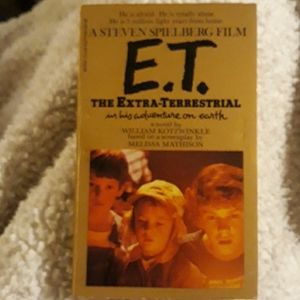 He is afraid. He is totally alone.
He is 3 million light years from home.
A STEVEN SPIELBERG FILM
E.T.
THE EXTRA-TERRESTRIAL
in his adventure on earth
a novel by
WILLIAM KOTZWINKLE
based on a screenplay by
MELISSA MATHISON